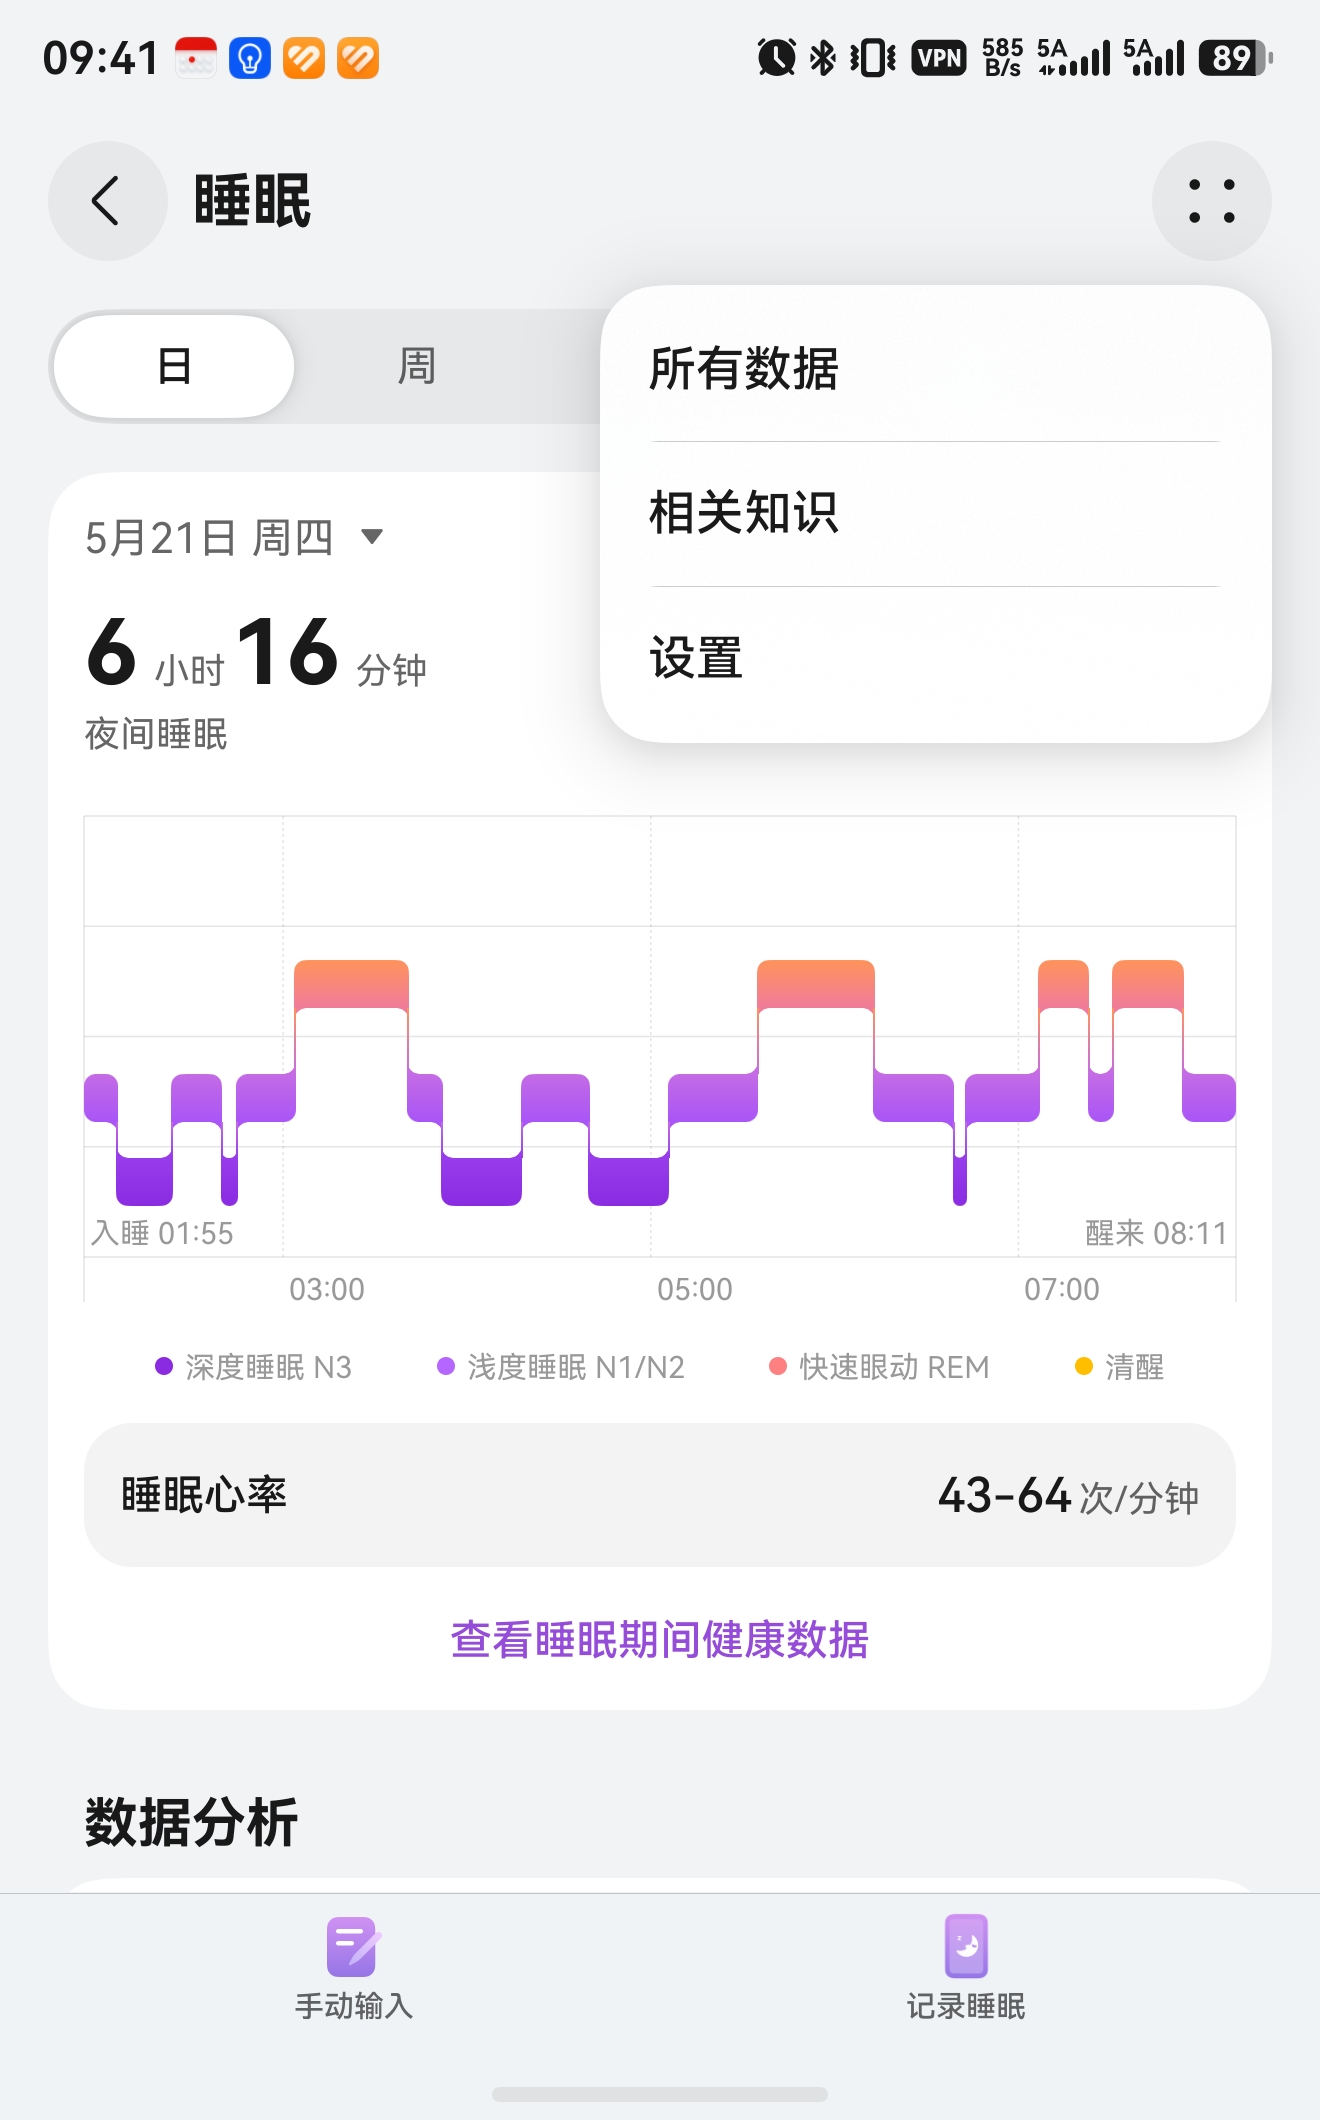 09:41 VPN 585 B/s 5A 5A 89
睡眠
日 周
所有数据
相关知识
设置
5月21日 周四
6 小时 16 分钟
夜间睡眠
入睡 01:55 醒来 08:11
03:00 05:00 07:00
深度睡眠 N3 浅度睡眠 N1/N2 快速眼动 REM 清醒
睡眠心率 43-64 次/分钟
查看睡眠期间健康数据
数据分析
手动输入 记录睡眠